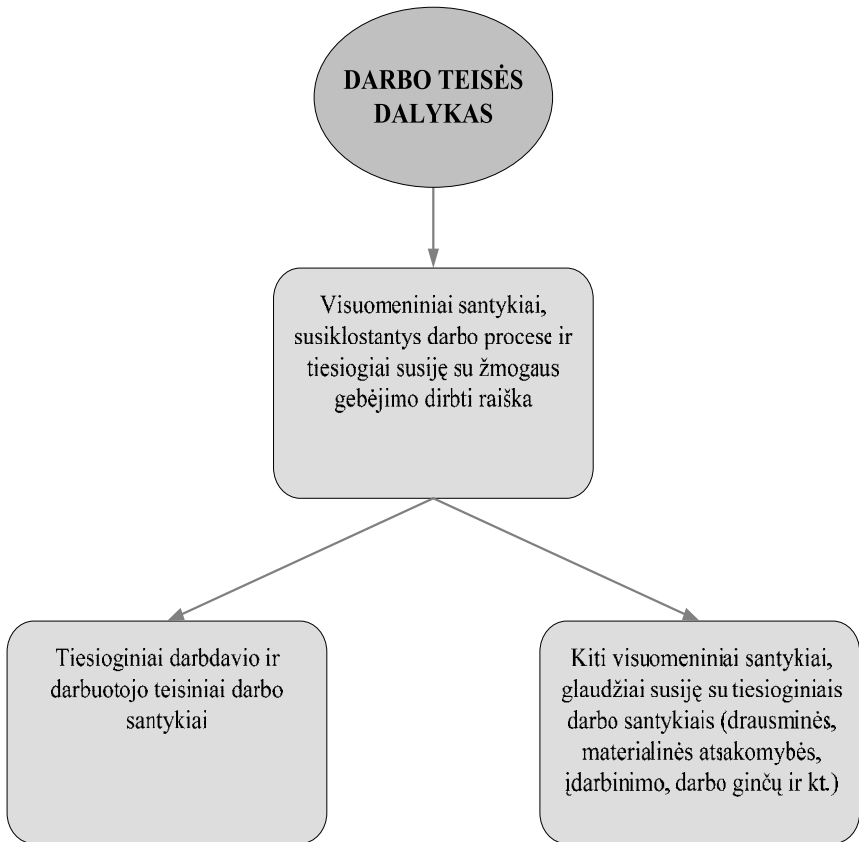 DARBO TEISĖS
DALYKAS
Visuomeniniai santykiai,
susiklostantys darbo procese ir
tiesiogiai susiję su žmogaus
gebėjimo dirbti raiška
Tiesioginiai darbdavio ir
darbuotojo teisiniai darbo
santykiai
Kiti visuomeniniai santykiai,
glaudžiai susiję su tiesioginiais
darbo santykiais (drausminės,
materialinės atsakomybės,
įdarbinimo, darbo ginčų ir kt.)